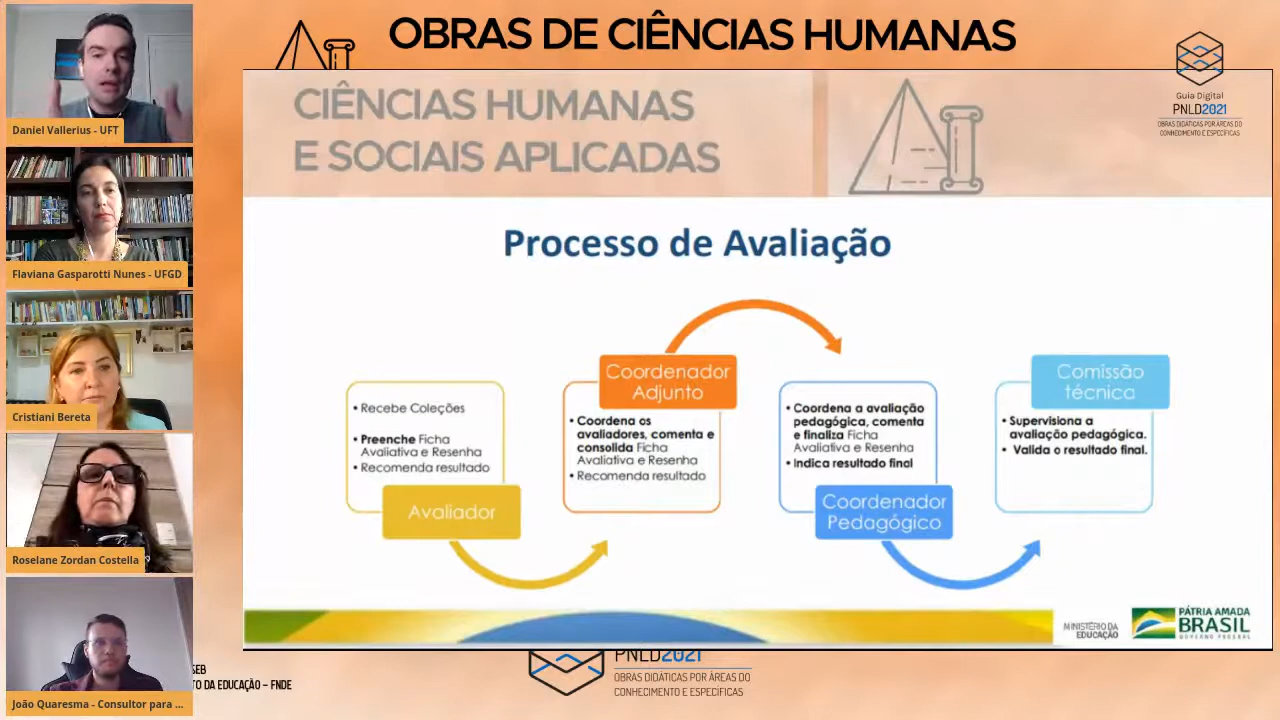 OBRAS DE CIÊNCIAS HUMANAS
Guia Digital
PNLD2021
OBRAS DIDÁTICAS POR ÁREAS DO
CONHECIMENTO E ESPECÍFICAS
CIÊNCIAS HUMANAS
E SOCIAIS APLICADAS
Processo de Avaliação
• Recebe Coleções
• Preenche Ficha
Avaliativa e Resenha
• Recomenda resultado
Avaliador
Coordenador
Adjunto
• Coordena os
avaliadores, comenta e
consolida Ficha
Avaliativa e Resenha
• Recomenda resultado
• Coordena a avaliação
pedagógica, comenta
e finaliza Ficha
Avaliativa e Resenha
• Indica resultado final
Coordenador
Pedagógico
Comissão
técnica
• Supervisiona a
avaliação pedagógica.
• Valida o resultado final.
MINISTÉRIO DA
EDUCAÇÃO
PÁTRIA AMADA
BRASIL
GOVERNO FEDERAL
Daniel Vallerius - UFT
Flaviana Gasparotti Nunes - UFGD
Cristiani Bereta
Roselane Zordan Costella
João Quaresma - Consultor para ...
SEB
TO DA EDUCAÇÃO – FNDE
PNLD2021
OBRAS DIDÁTICAS POR ÁREAS DO
CONHECIMENTO E ESPECÍFICAS